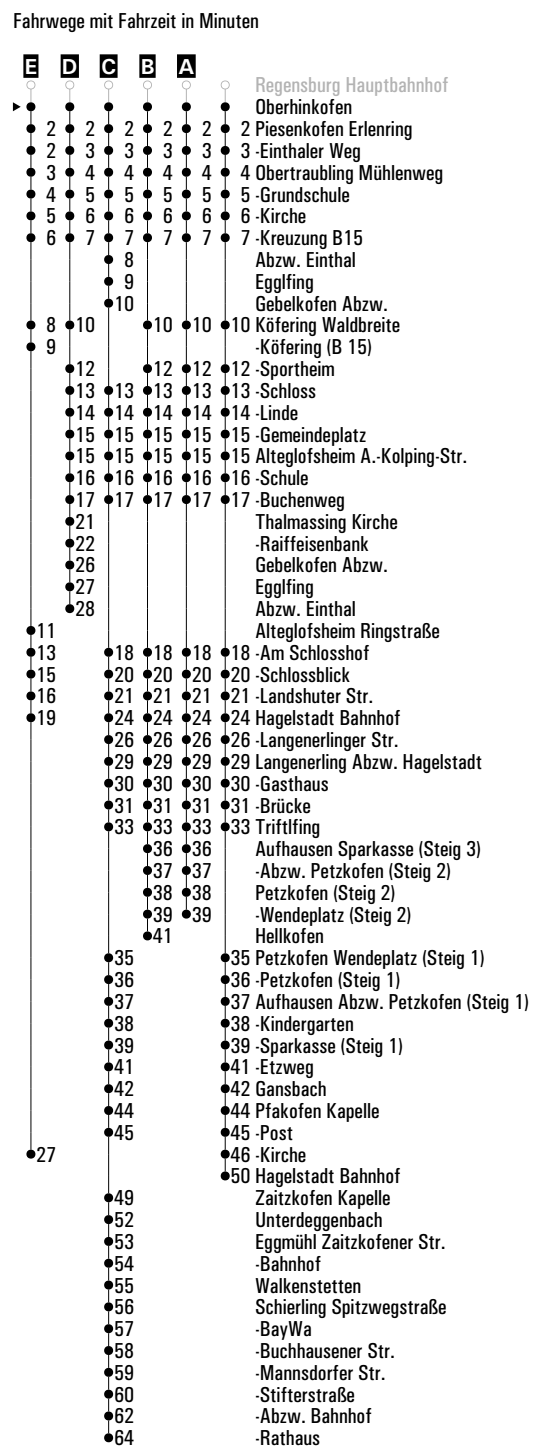 Fahrwege mit Fahrzeit in Minuten
E D C B A
Regensburg Hauptbahnhof
Oberhinkofen
2 2 2 2 2 2 Piesenkofen Erlenring
2 3 3 3 3 3 -Einthaler Weg
3 4 4 4 4 4 Obertraubling Mühlenweg
4 5 5 5 5 5 -Grundschule
5 6 6 6 6 6 -Kirche
6 7 7 7 7 7 -Kreuzung B15
8 Abzw. Einthal
9 Egglfing
10 Gebelkofen Abzw.
8 10 10 10 10 Köfering Waldbreite
9 -Köfering (B 15)
12 12 12 12 -Sportheim
13 13 13 13 13 -Schloss
14 14 14 14 14 -Linde
15 15 15 15 15 -Gemeindeplatz
15 15 15 15 15 Alteglofsheim A.-Kolping-Str.
16 16 16 16 16 -Schule
17 17 17 17 17 -Buchenweg
21 Thalmassing Kirche
22 -Raiffeisenbank
26 Gebelkofen Abzw.
27 Egglfing
28 Abzw. Einthal
11 Alteglofsheim Ringstraße
13 18 18 18 18 -Am Schlosshof
15 20 20 20 20 -Schlossblick
16 21 21 21 21 -Landshuter Str.
19 24 24 24 24 Hagelstadt Bahnhof
26 26 26 26 -Langenerlinger Str.
29 29 29 29 Langenerling Abzw. Hagelstadt
30 30 30 30 -Gasthaus
31 31 31 31 -Brücke
33 33 33 33 Triftlfing
36 36 Aufhausen Sparkasse (Steig 3)
37 37 -Abzw. Petzkofen (Steig 2)
38 38 Petzkofen (Steig 2)
39 39 -Wendeplatz (Steig 2)
41 Hellkofen
35 35 Petzkofen Wendeplatz (Steig 1)
36 36 -Petzkofen (Steig 1)
37 37 Aufhausen Abzw. Petzkofen (Steig 1)
38 38 -Kindergarten
39 39 -Sparkasse (Steig 1)
41 41 -Etzweg
42 42 Gansbach
44 44 Pfakofen Kapelle
45 45 -Post
27 46 -Kirche
50 Hagelstadt Bahnhof
49 Zaitzkofen Kapelle
52 Unterdeggenbach
53 Eggmühl Zaitzkofener Str.
54 -Bahnhof
55 Walkenstetten
56 Schierling Spitzwegstraße
57 -BayWa
58 -Buchhausener Str.
59 -Mannsdorfer Str.
60 -Stifterstraße
62 -Abzw. Bahnhof
64 -Rathaus